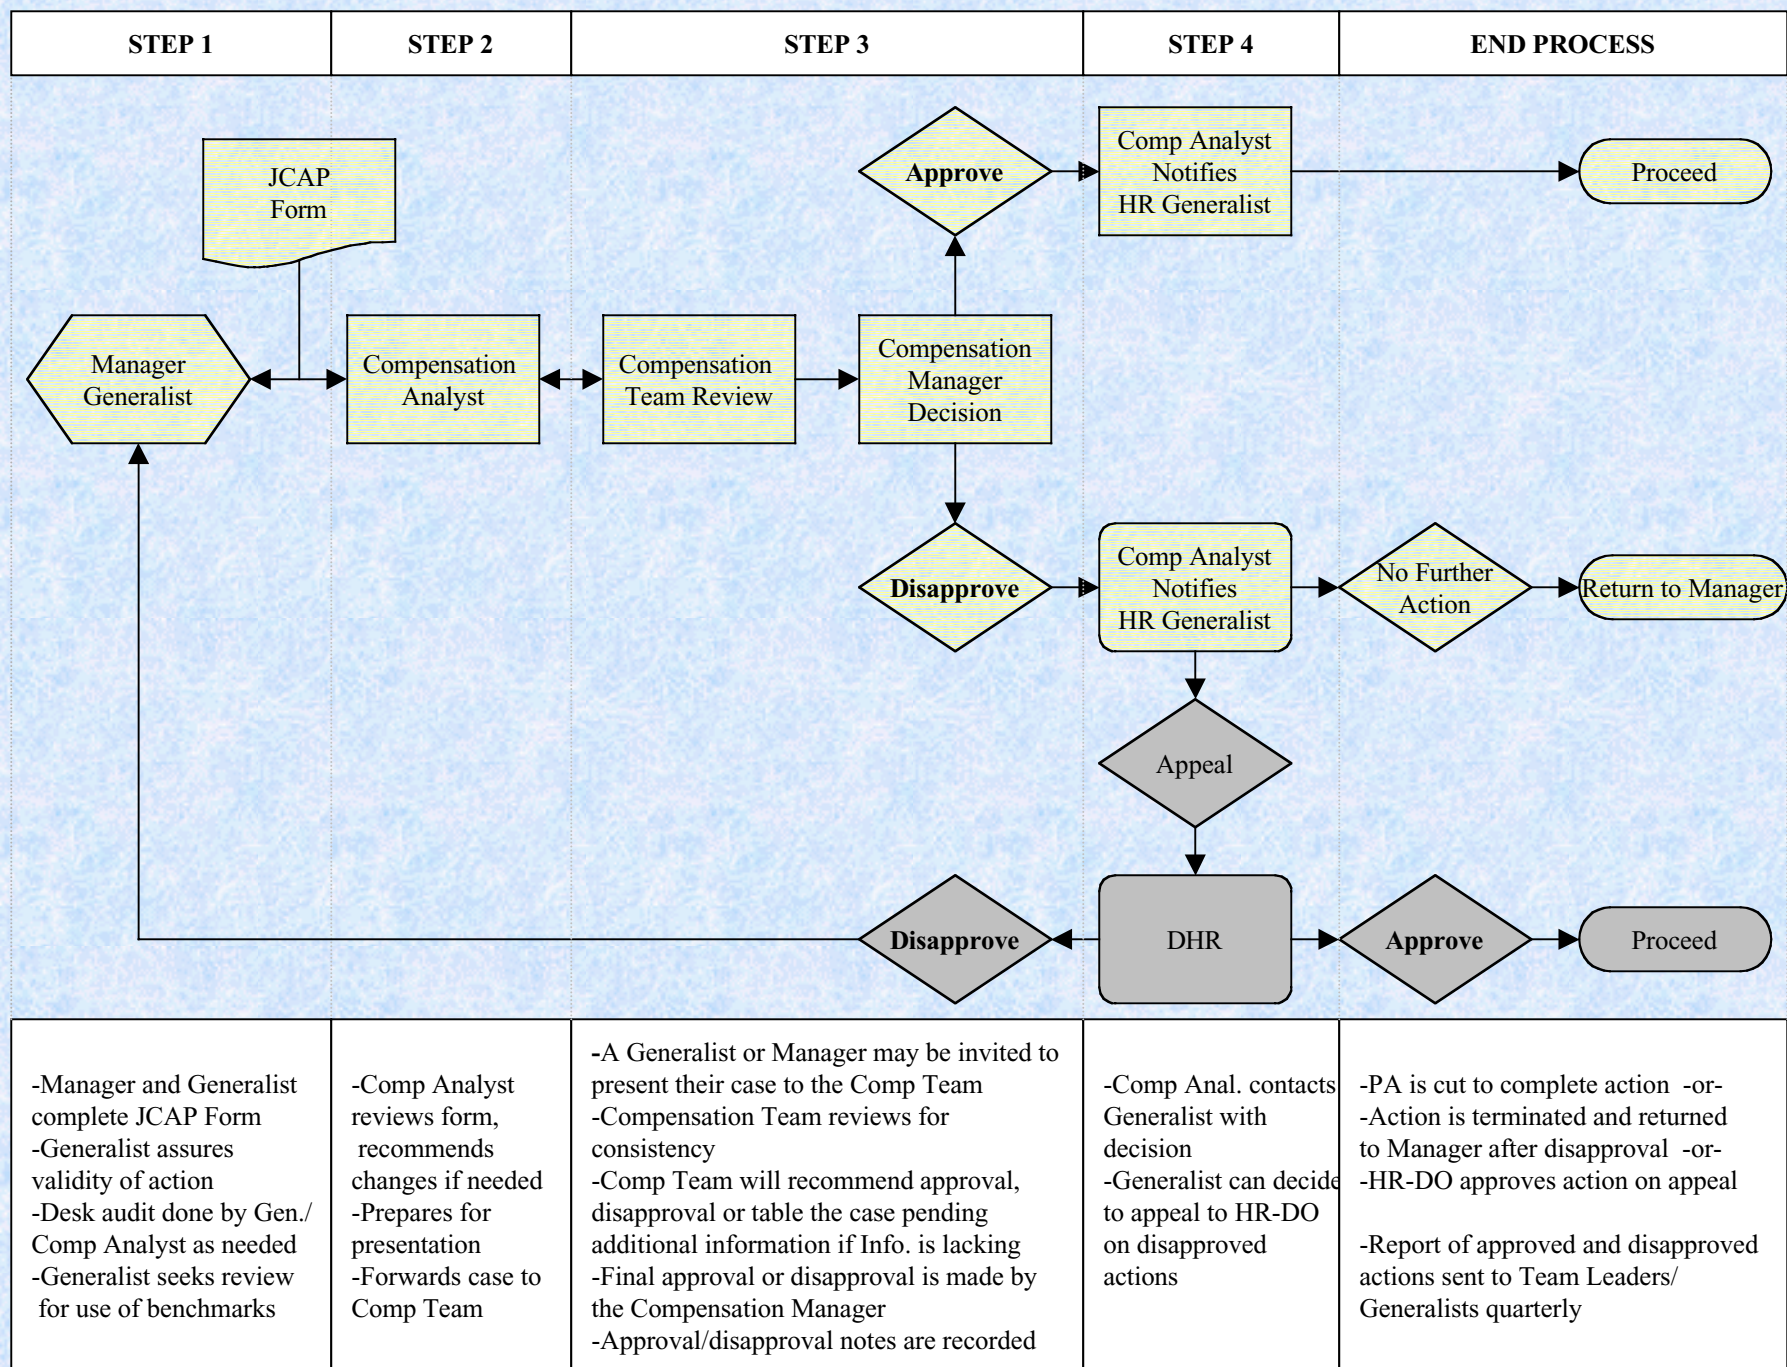 STEP 1
STEP 2
STEP 3
STEP 4
END PROCESS
JCAP
Form
Approve
Comp Analyst
Notifies
HR Generalist
Proceed
Manager
Generalist
Compensation
Analyst
Compensation
Team Review
Compensation
Manager
Decision
Disapprove
Comp Analyst
Notifies
HR Generalist
No Further
Action
Return to Manager
Appeal
Disapprove
DHR
Approve
Proceed
-Manager and Generalist
complete JCAP Form
-Generalist assures
validity of action
-Desk audit done by Gen./
Comp Analyst as needed
-Generalist seeks review
for use of benchmarks
-Comp Analyst
reviews form,
recommends
changes if needed
-Prepares for
presentation
-Forwards case to
Comp Team
-A Generalist or Manager may be invited to
present their case to the Comp Team
-Compensation Team reviews for
consistency
-Comp Team will recommend approval,
disapproval or table the case pending
additional information if Info. is lacking
-Final approval or disapproval is made by
the Compensation Manager
-Approval/disapproval notes are recorded
-Comp Anal. contacts
Generalist with
decision
-Generalist can decide
to appeal to HR-DO
on disapproved
actions
-PA is cut to complete action -or-
-Action is terminated and returned
to Manager after disapproval -or-
-HR-DO approves action on appeal
-Report of approved and disapproved
actions sent to Team Leaders/
Generalists quarterly